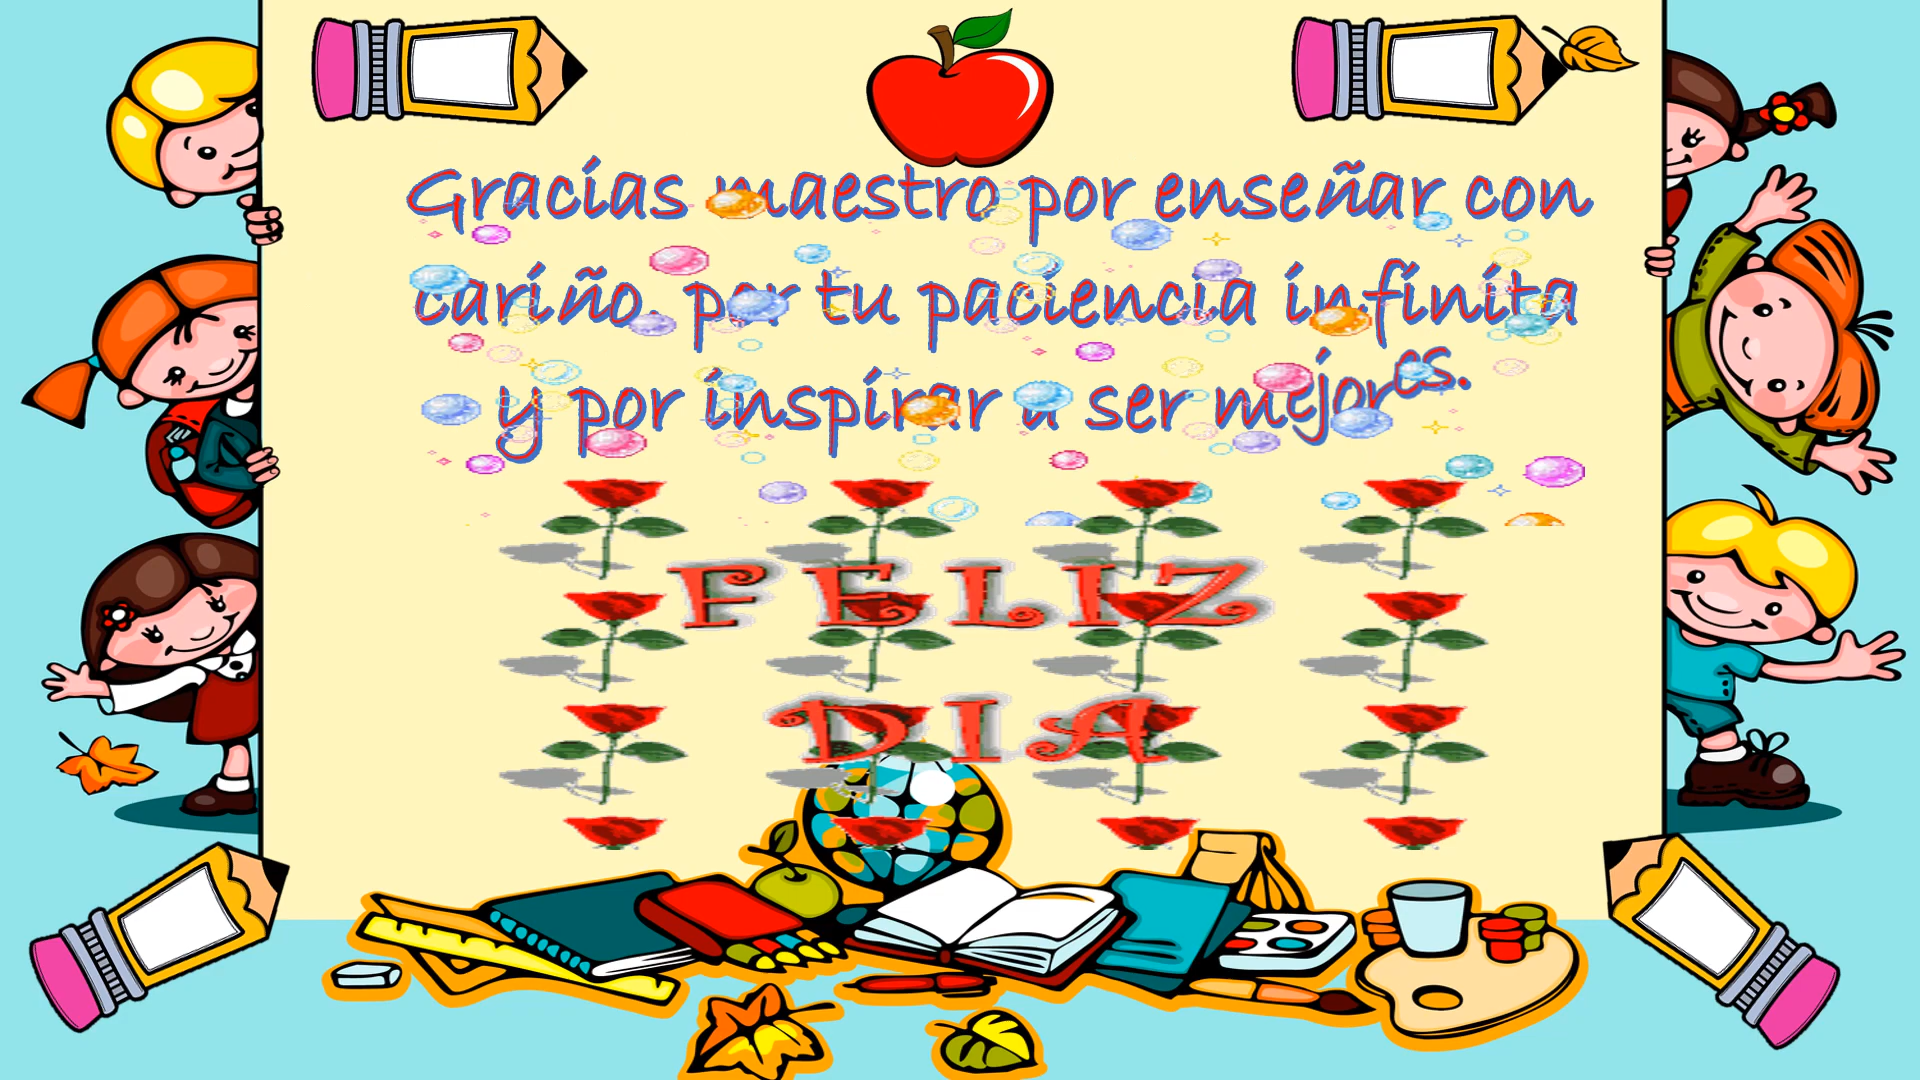 Gracias maestro por enseñar con
cariño, por tu paciencia infinita
y por inspirar a ser mejores.
FELIZ
DIA